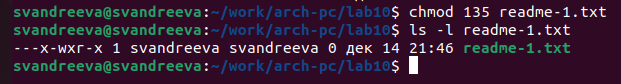 svandreeva@svandreeva:~/work/arch-pc/lab10$ chmod 135 readme-1.txt
svandreeva@svandreeva:~/work/arch-pc/lab10$ ls -l readme-1.txt
---x-wxr-x 1 svandreeva svandreeva 0 дек 14 21:46 readme-1.txt
svandreeva@svandreeva:~/work/arch-pc/lab10$